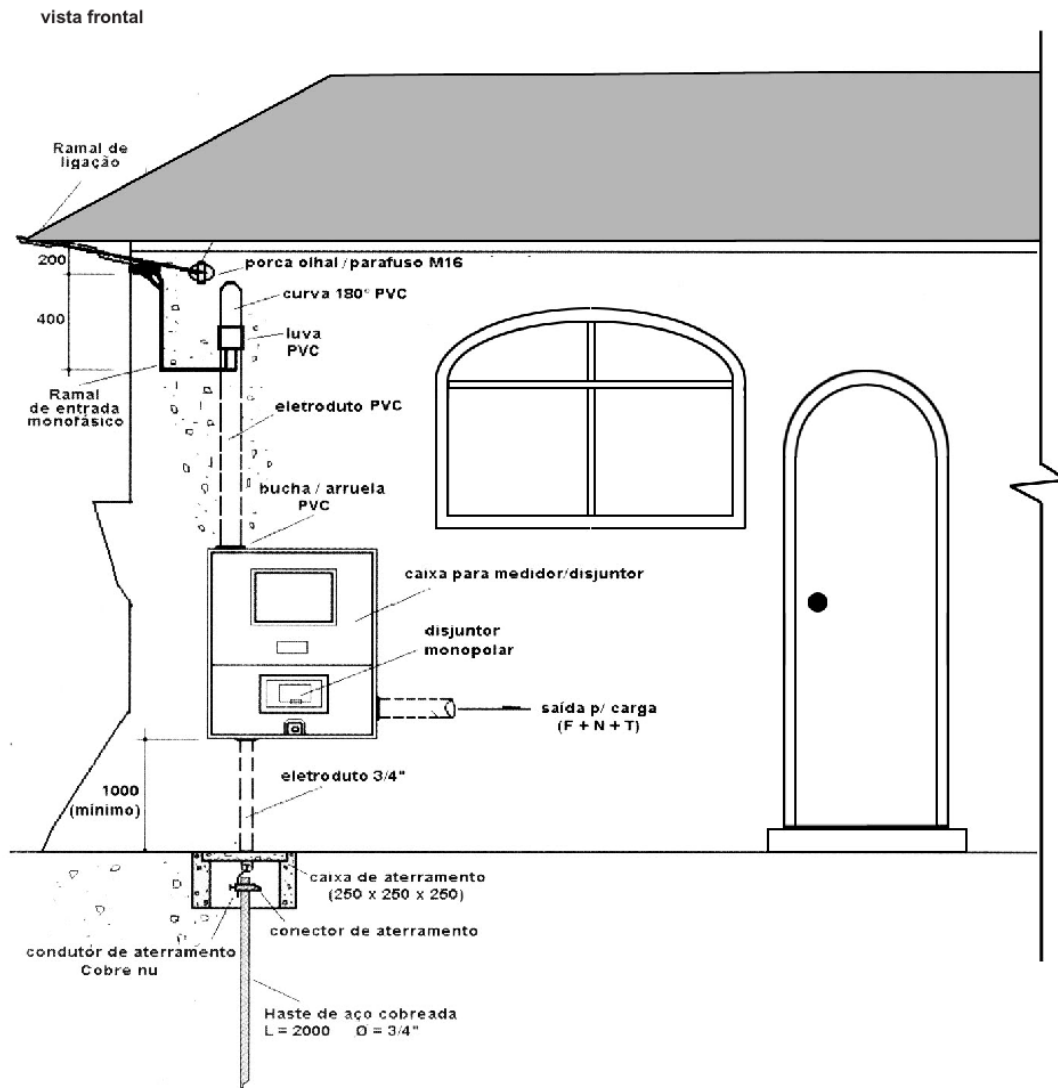 vista frontal
Ramal de
ligação
200
porca olhal / parafuso M16
curva 180° PVC
400
luva
PVC
Ramal
de entrada
monofásico
eletroduto PVC
bucha / arruela
PVC
caixa para medidor/disjuntor
disjuntor
monopolar
saída p/ carga
(F + N + T)
eletroduto 3/4"
1000
(mínimo)
caixa de aterramento
(250 x 250 x 250)
conector de aterramento
condutor de aterramento
Cobre nu
Haste de aço cobreada
L = 2000 Ø = 3/4"